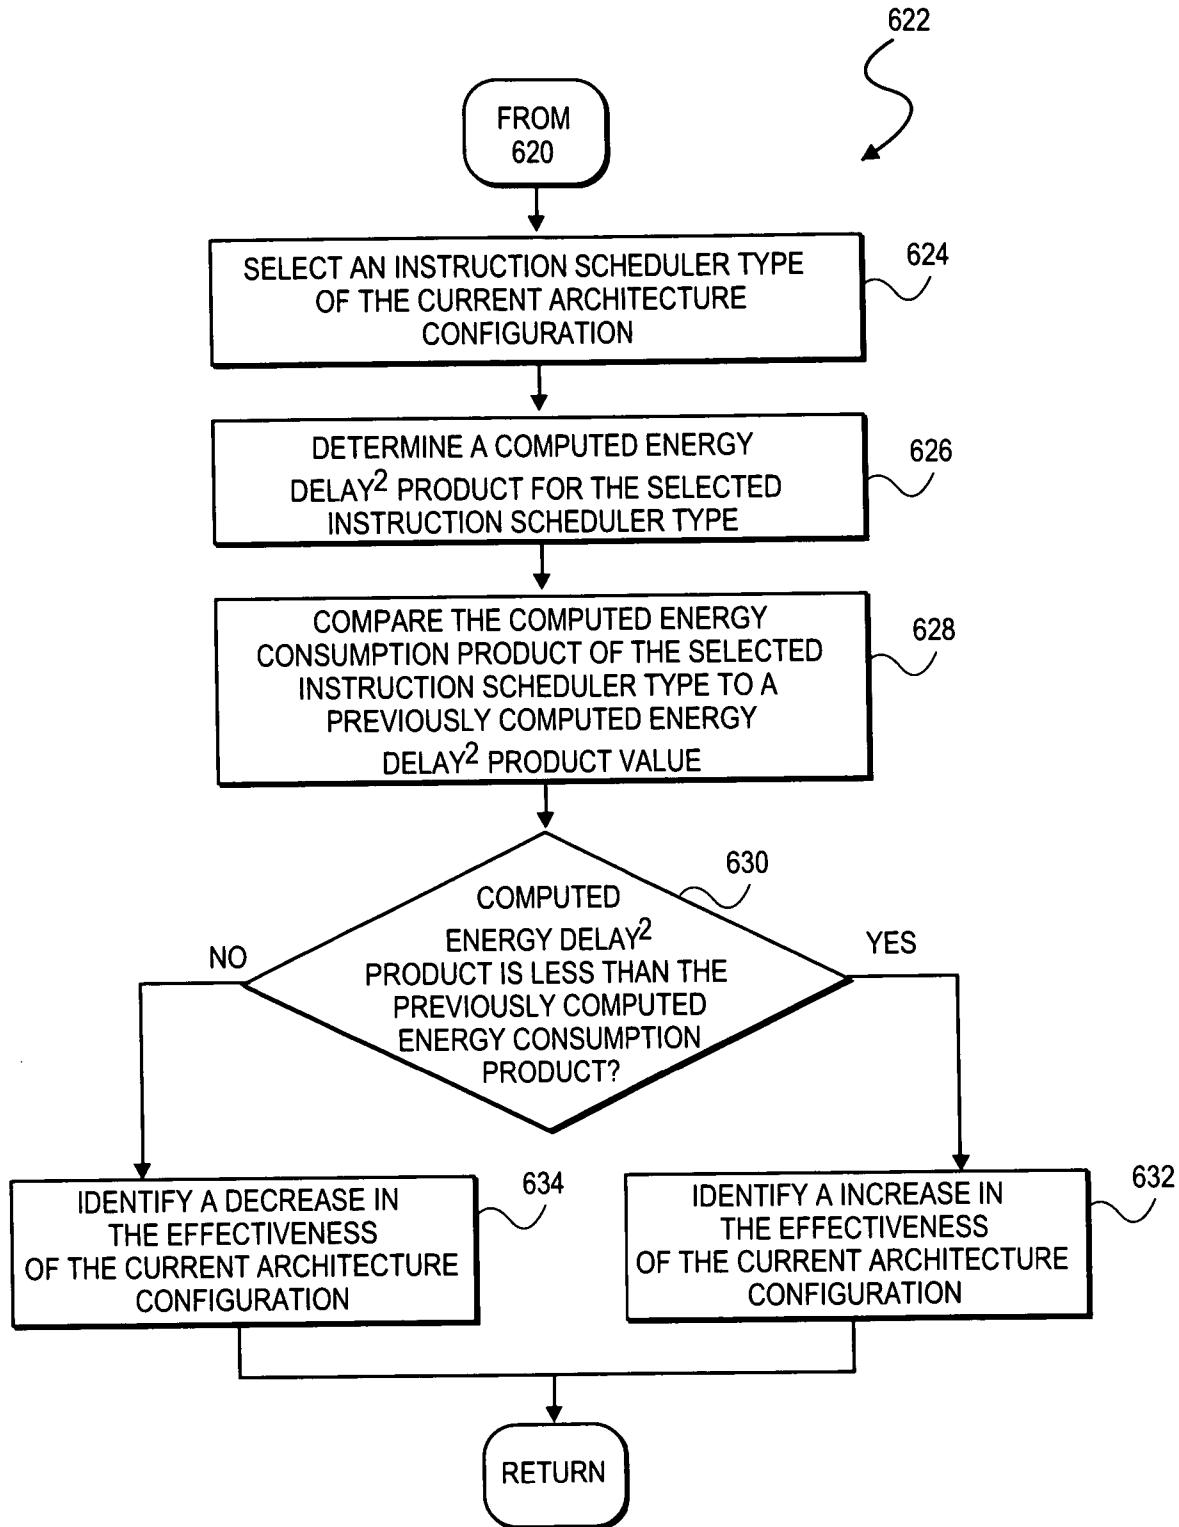 622
FROM
620
SELECT AN INSTRUCTION SCHEDULER TYPE
OF THE CURRENT ARCHITECTURE
CONFIGURATION
624
DETERMINE A COMPUTED ENERGY
DELAY² PRODUCT FOR THE SELECTED
INSTRUCTION SCHEDULER TYPE
626
COMPARE THE COMPUTED ENERGY
CONSUMPTION PRODUCT OF THE SELECTED
INSTRUCTION SCHEDULER TYPE TO A
PREVIOUSLY COMPUTED ENERGY
DELAY² PRODUCT VALUE
628
630
COMPUTED
ENERGY DELAY²
PRODUCT IS LESS THAN THE
PREVIOUSLY COMPUTED
ENERGY CONSUMPTION
PRODUCT?
NO
YES
IDENTIFY A DECREASE IN
THE EFFECTIVENESS
OF THE CURRENT ARCHITECTURE
CONFIGURATION
634
IDENTIFY A INCREASE IN
THE EFFECTIVENESS
OF THE CURRENT ARCHITECTURE
CONFIGURATION
632
RETURN